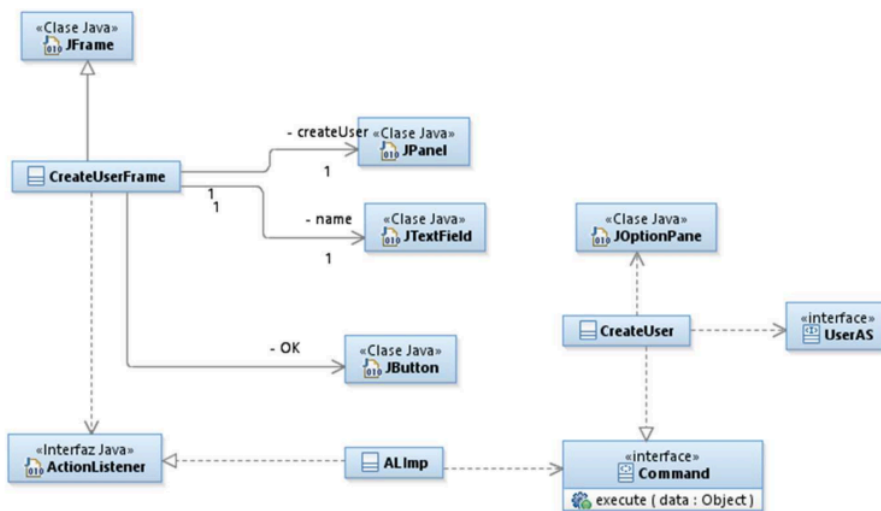 «Clase Java»
JFrame
CreateUserFrame
- createUser
1
1
«Clase Java»
JPanel
1
- name
1
«Clase Java»
JTextField
- OK
«Clase Java»
JButton
«Clase Java»
JOptionPane
CreateUser
«interface»
UserAS
«Interfaz Java»
ActionListener
ALImp
«interface»
Command
execute ( data : Object )